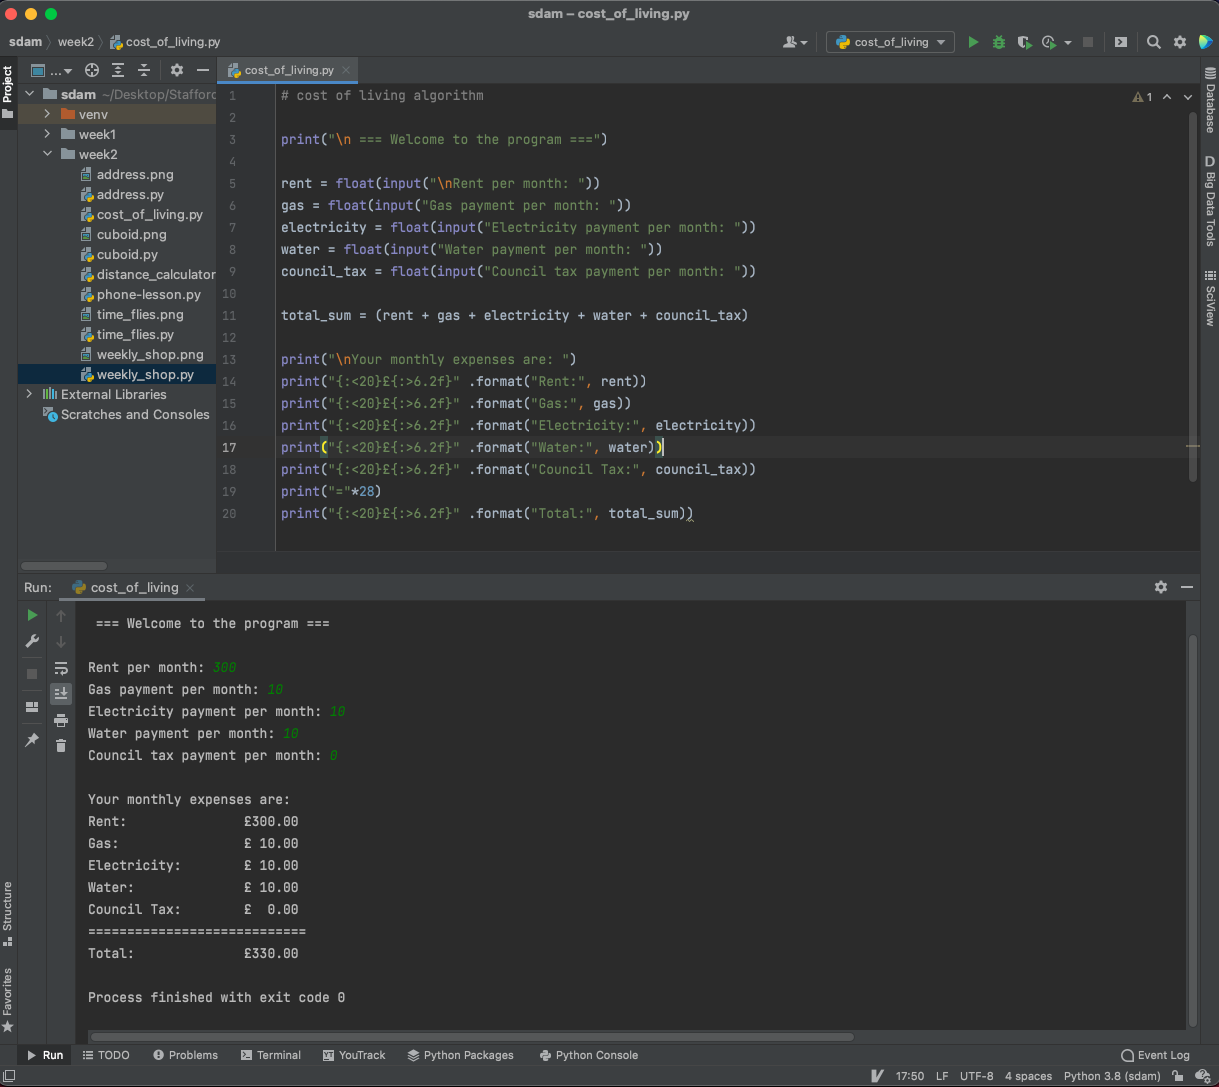 sdam – cost_of_living.py
sdam week2 cost_of_living.py
cost_of_living
Project
...
cost_of_living.py
sdam ~/Desktop/Stafford
venv
week1
week2
address.png
address.py
cost_of_living.py
cuboid.png
cuboid.py
distance_calculator
phone-lesson.py
time_flies.png
time_flies.py
weekly_shop.png
weekly_shop.py
External Libraries
Scratches and Consoles
1 # cost of living algorithm
2
3 print("\n === Welcome to the program ===")
4
5 rent = float(input("\nRent per month: "))
6 gas = float(input("Gas payment per month: "))
7 electricity = float(input("Electricity payment per month: "))
8 water = float(input("Water payment per month: "))
9 council_tax = float(input("Council tax payment per month: "))
10
11 total_sum = (rent + gas + electricity + water + council_tax)
12
13 print("\nYour monthly expenses are: ")
14 print("{:<20}£{:>6.2f}" .format("Rent:", rent))
15 print("{:<20}£{:>6.2f}" .format("Gas:", gas))
16 print("{:<20}£{:>6.2f}" .format("Electricity:", electricity))
17 print("{:<20}£{:>6.2f}" .format("Water:", water))
18 print("{:<20}£{:>6.2f}" .format("Council Tax:", council_tax))
19 print("="*28)
20 print("{:<20}£{:>6.2f}" .format("Total:", total_sum))
1
Database
D Big Data Tools
SciView
Run: cost_of_living
=== Welcome to the program ===
Rent per month: 300
Gas payment per month: 10
Electricity payment per month: 10
Water payment per month: 10
Council tax payment per month: 0
Your monthly expenses are:
Rent: £300.00
Gas: £ 10.00
Electricity: £ 10.00
Water: £ 10.00
Council Tax: £  0.00
============================
Total: £330.00
Process finished with exit code 0
Structure
Favorites
Run TODO Problems Terminal YouTrack Python Packages Python Console Event Log
17:50 LF UTF-8 4 spaces Python 3.8 (sdam)